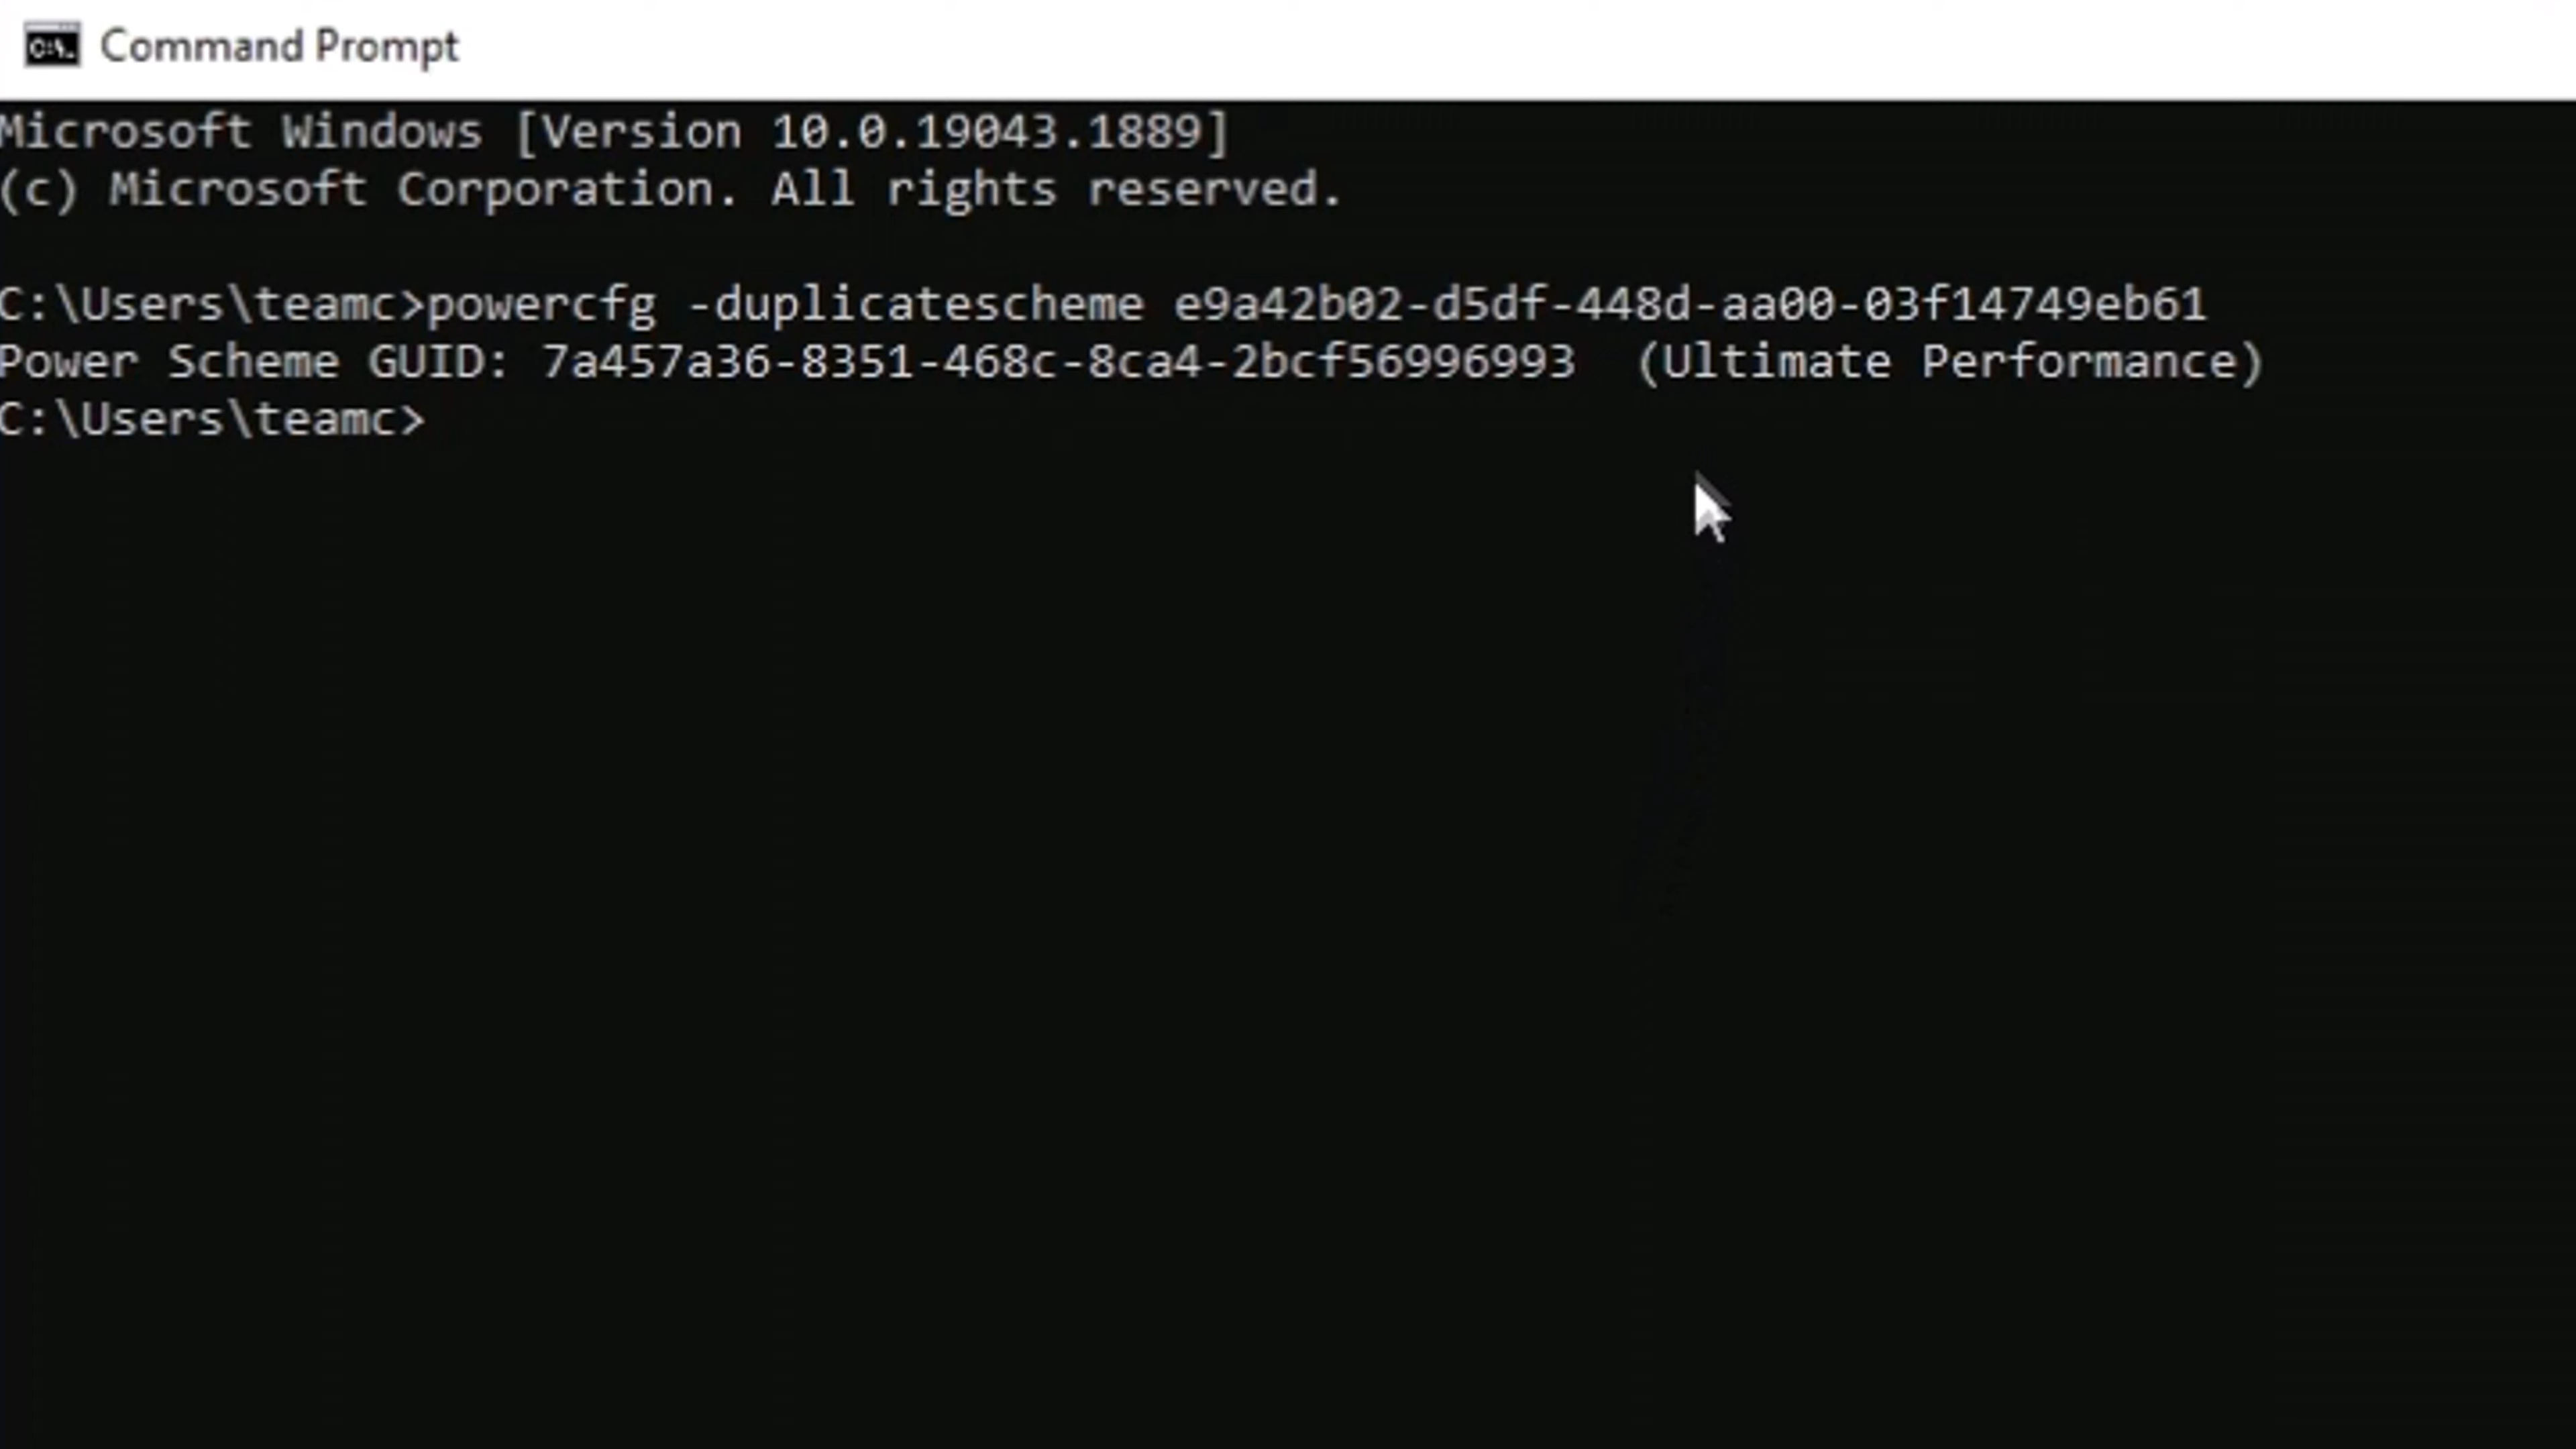 Command Prompt
Microsoft Windows [Version 10.0.19043.1889]
(c) Microsoft Corporation. All rights reserved.
C:\Users\teamc>powercfg -duplicatescheme e9a42b02-d5df-448d-aa00-03f14749eb61
Power Scheme GUID: 7a457a36-8351-468c-8ca4-2bcf56996993  (Ultimate Performance)
C:\Users\teamc>